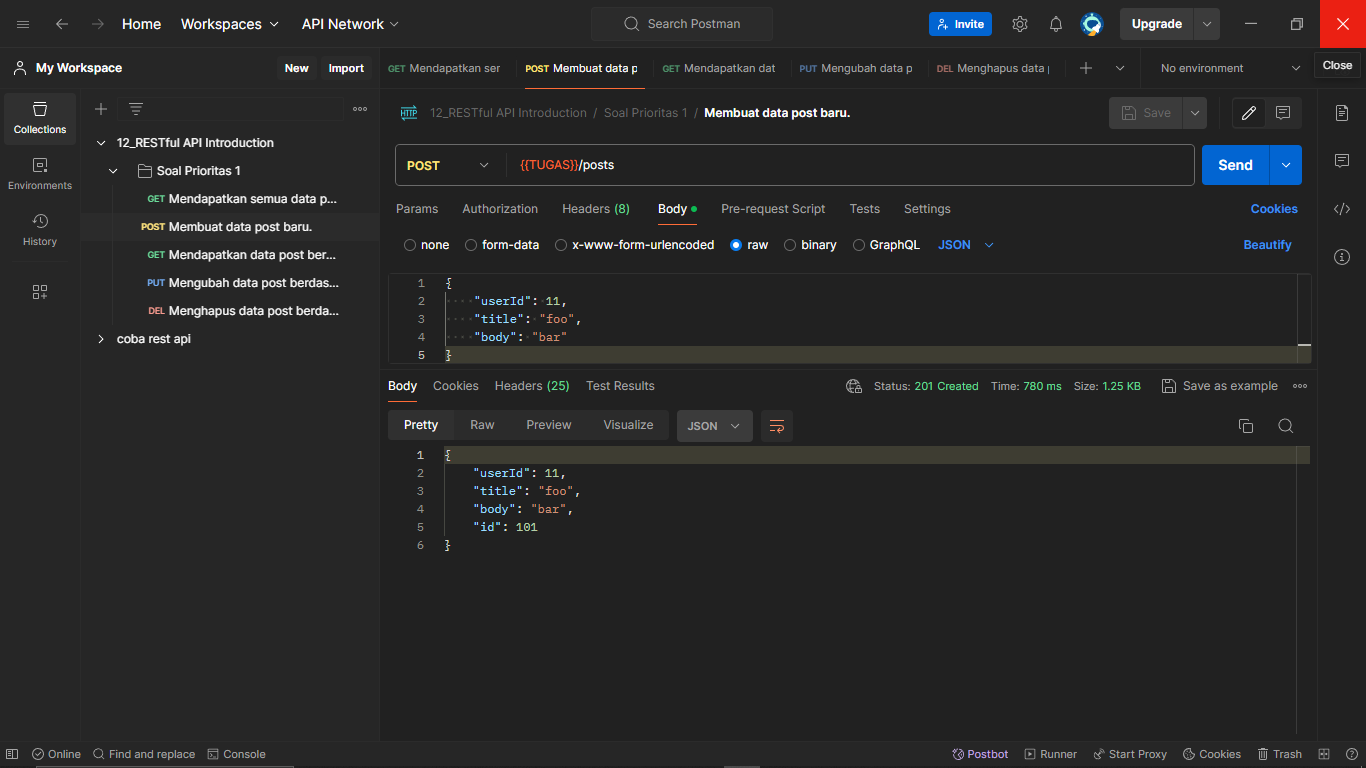 Home Workspaces API Network Search Postman Invite Upgrade
Close
My Workspace New Import GET Mendapatkan ser POST Membuat data p GET Mendapatkan dat PUT Mengubah data p DEL Menghapus data No environment
Collections
Environments
History
12_RESTful API Introduction
Soal Prioritas 1
GET Mendapatkan semua data p...
POST Membuat data post baru.
GET Mendapatkan data post ber...
PUT Mengubah data post berdas...
DEL Menghapus data post berda...
coba rest api
HTTP 12_RESTful API Introduction / Soal Prioritas 1 / Membuat data post baru. Save
POST {{TUGAS}}/posts Send
Params Authorization Headers (8) Body Pre-request Script Tests Settings Cookies
none form-data x-www-form-urlencoded raw binary GraphQL JSON Beautify
1 {
2 "userId": 11,
3 "title": "foo",
4 "body": "bar"
5 }
Body Cookies Headers (25) Test Results Status: 201 Created Time: 780 ms Size: 1.25 KB Save as example
Pretty Raw Preview Visualize JSON
1 {
2 "userId": 11,
3 "title": "foo",
4 "body": "bar",
5 "id": 101
6 }
Online Find and replace Console Postbot Runner Start Proxy Cookies Trash